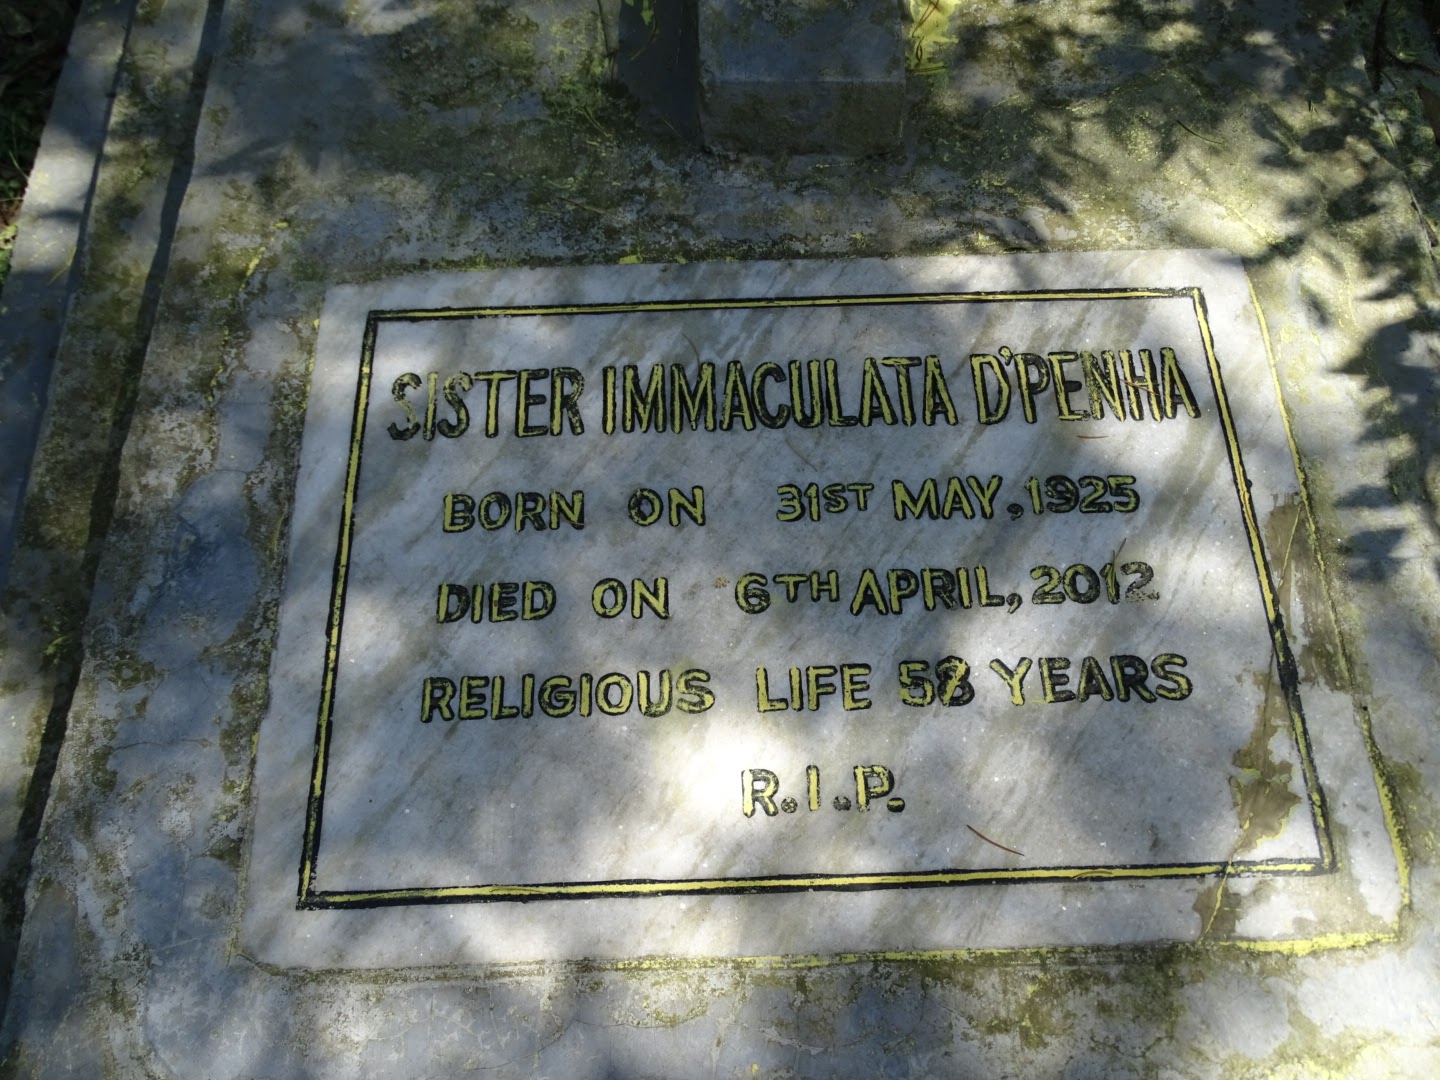 SISTER IMMACULATA D'PENHA
BORN ON 31ST MAY, 1925
DIED ON 6TH APRIL, 2012
RELIGIOUS LIFE 58 YEARS
R.I.P.